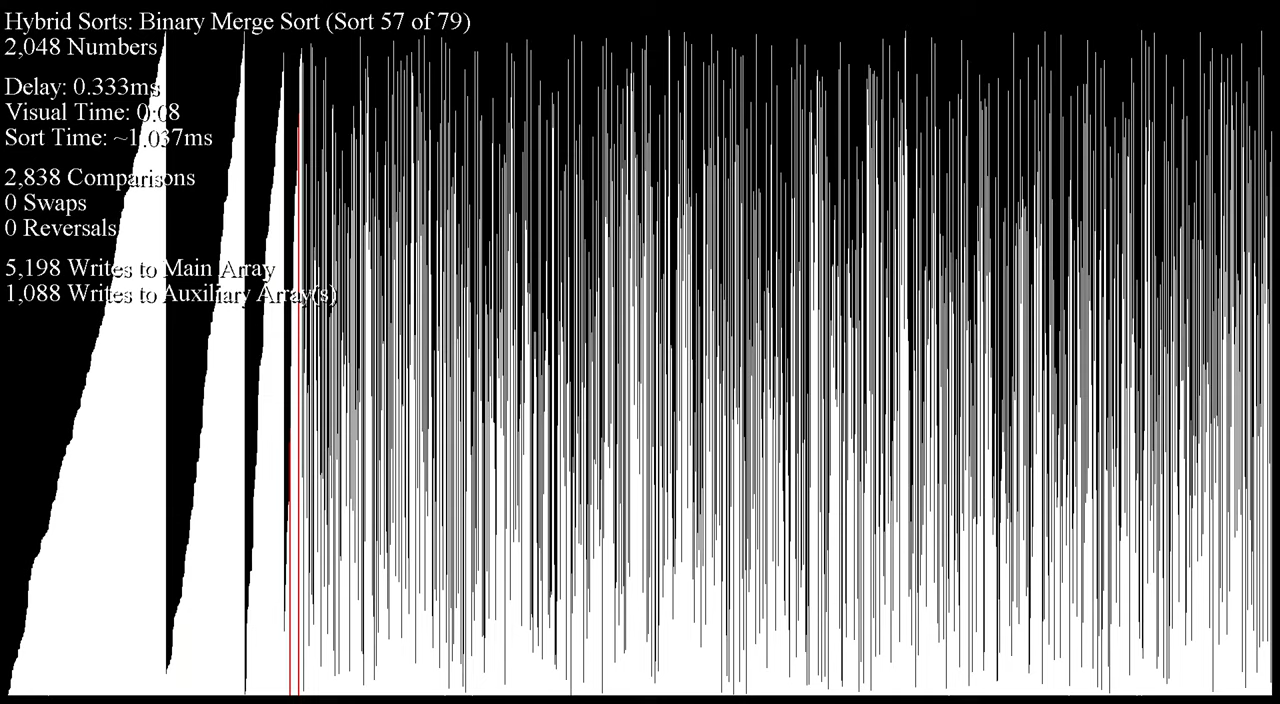 Hybrid Sorts: Binary Merge Sort (Sort 57 of 79)
2,048 Numbers
Delay: 0.333ms
Visual Time: 0:08
Sort Time: ~1.037ms
2,838 Comparisons
0 Swaps
0 Reversals
5,198 Writes to Main Array
1,088 Writes to Auxiliary Array(s)